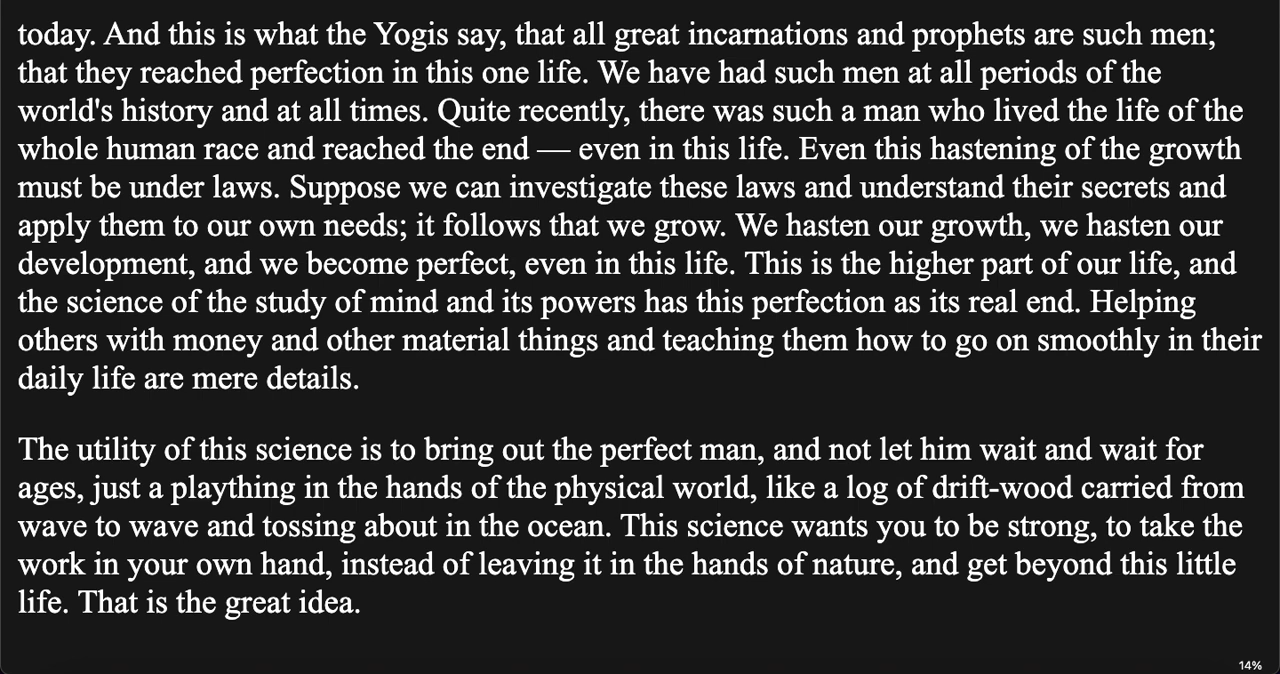 today. And this is what the Yogis say, that all great incarnations and prophets are such men;
that they reached perfection in this one life. We have had such men at all periods of the
world's history and at all times. Quite recently, there was such a man who lived the life of the
whole human race and reached the end — even in this life. Even this hastening of the growth
must be under laws. Suppose we can investigate these laws and understand their secrets and
apply them to our own needs; it follows that we grow. We hasten our growth, we hasten our
development, and we become perfect, even in this life. This is the higher part of our life, and
the science of the study of mind and its powers has this perfection as its real end. Helping
others with money and other material things and teaching them how to go on smoothly in their
daily life are mere details.
The utility of this science is to bring out the perfect man, and not let him wait and wait for
ages, just a plaything in the hands of the physical world, like a log of drift-wood carried from
wave to wave and tossing about in the ocean. This science wants you to be strong, to take the
work in your own hand, instead of leaving it in the hands of nature, and get beyond this little
life. That is the great idea.
14%